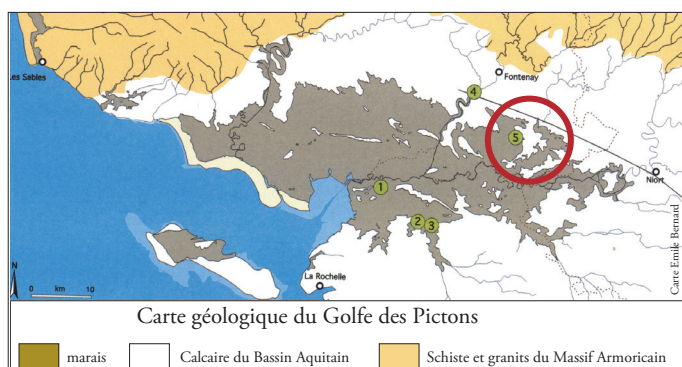 Les Sables
Fontenay
4
5
Niort
1
2
3
N
km
0
10
La Rochelle
Carte Emile Bernard
Carte géologique du Golfe des Pictons
marais
Calcaire du Bassin Aquitain
Schiste et granits du Massif Armoricain